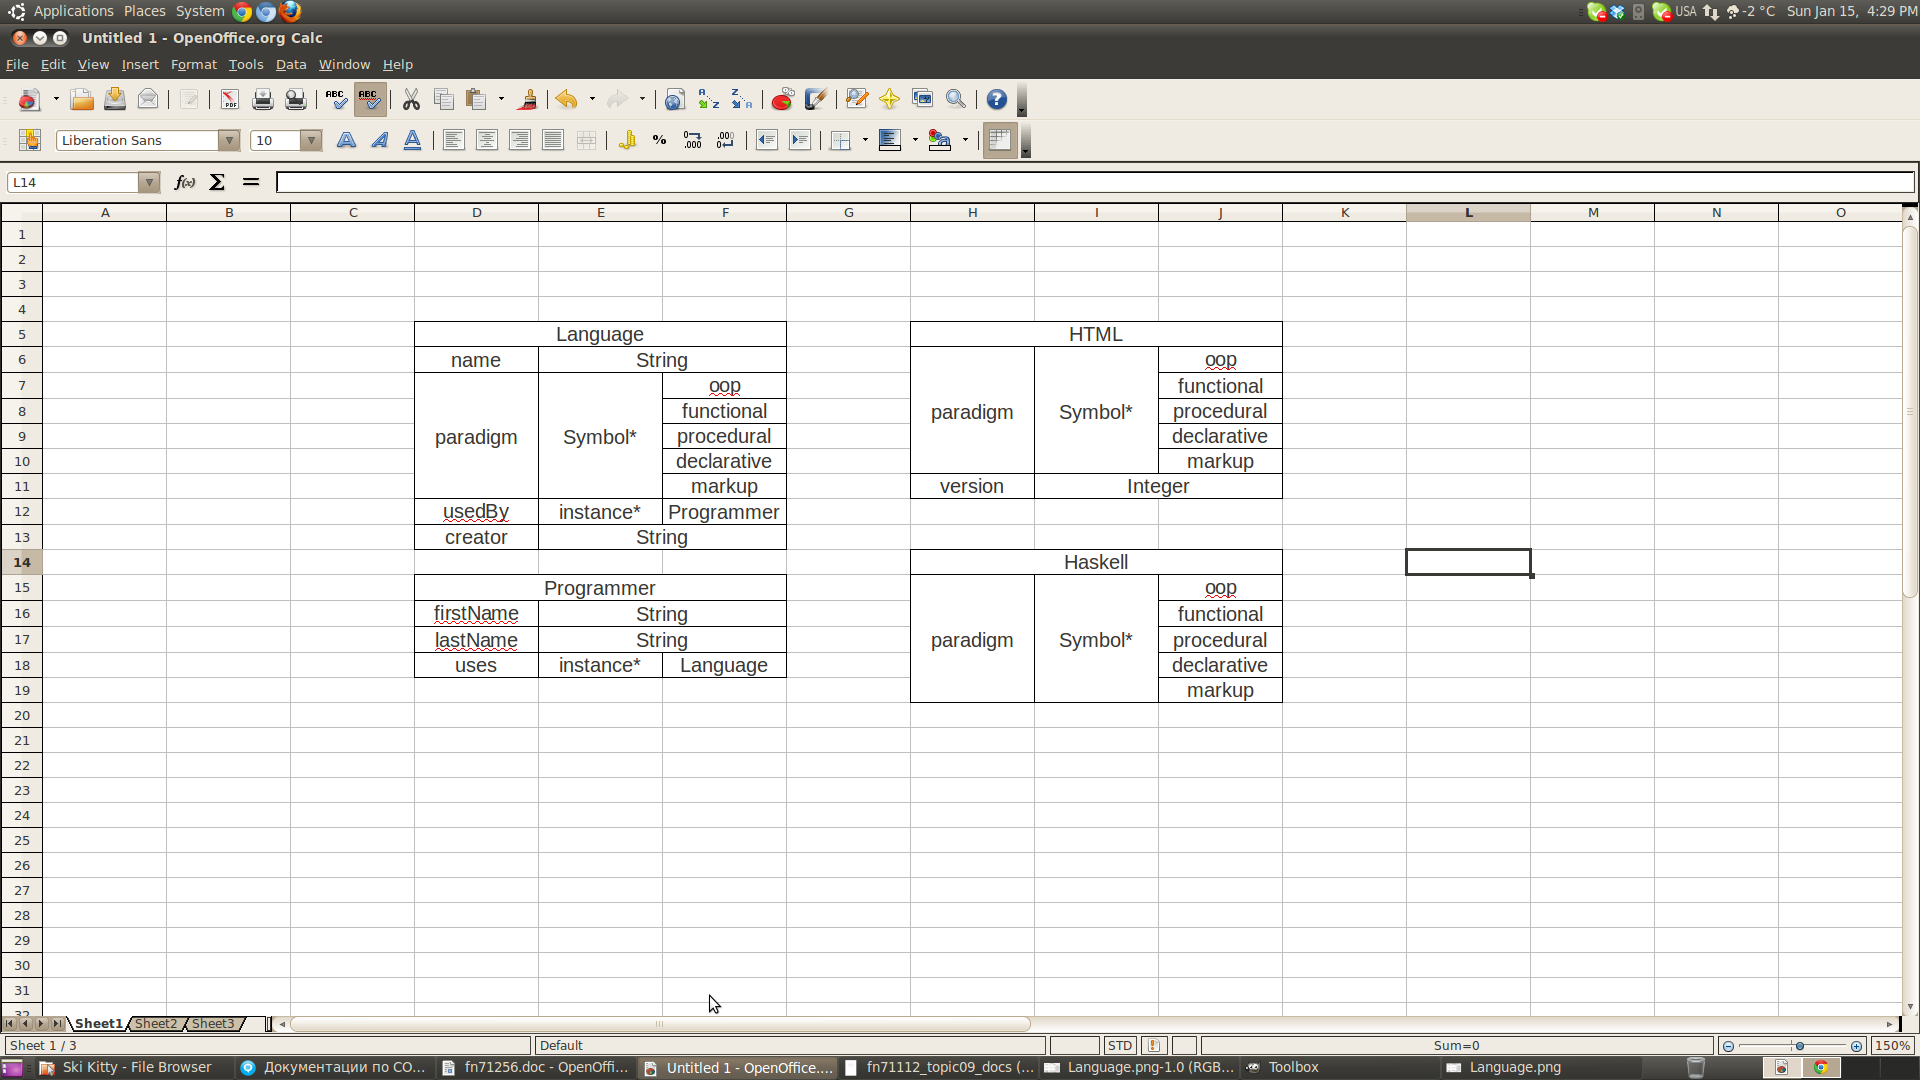 Applications Places System USA -2 °C Sun Jan 15, 4:29 PM
Untitled 1 - OpenOffice.org Calc
File Edit View Insert Format Tools Data Window Help
Liberation Sans 10
L14
A B C D E F G H I J K L M N O
1
2
3
4
5 Language HTML
6 name String oop
7 oop functional
8 functional paradigm Symbol* procedural
9 paradigm Symbol* procedural declarative
10 declarative markup
11 markup version Integer
12 usedBy instance* Programmer
13 creator String
14 Haskell
15 Programmer oop
16 firstName String functional
17 lastName String paradigm Symbol* procedural
18 uses instance* Language declarative
19 markup
20
21
22
23
24
25
26
27
28
29
30
31
32
Sheet1 Sheet2 Sheet3
Sheet 1 / 3 Default STD Sum=0 150%
Ski Kitty - File Browser Документации по СО... fn71256.doc - OpenOffi... Untitled 1 - OpenOffice.... fn71112_topic09_docs (... Language.png-1.0 (RGB... Toolbox Language.png